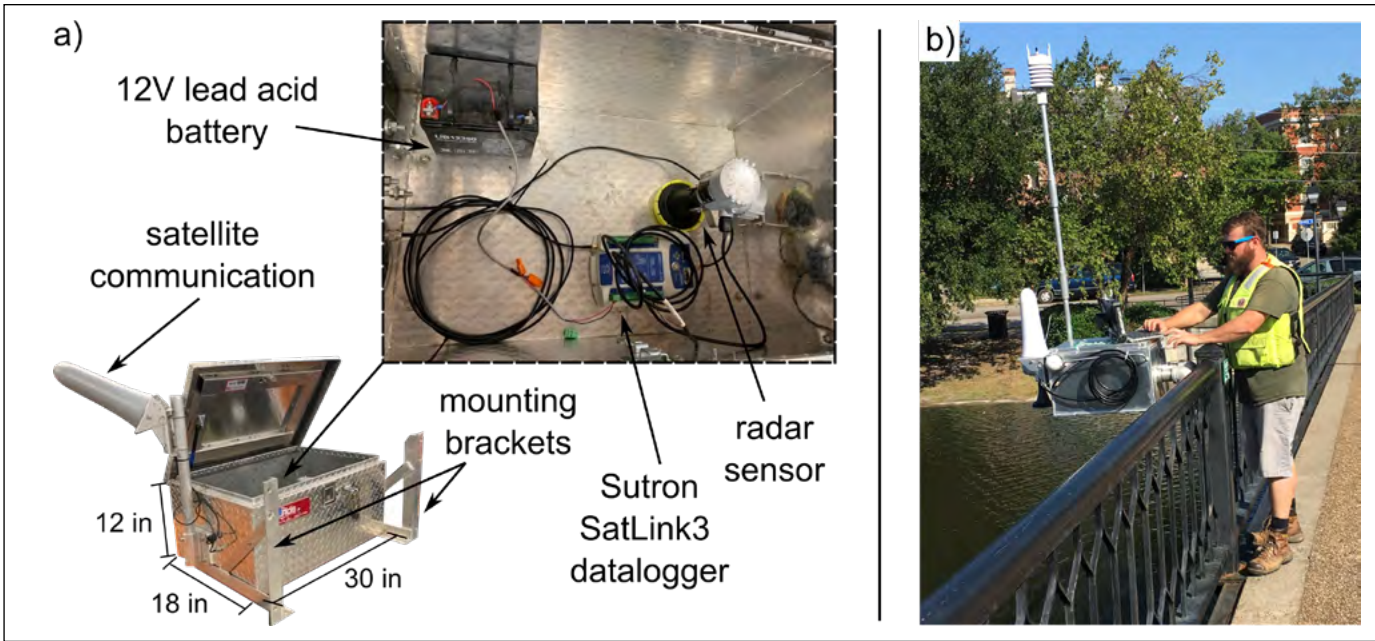 a)
12V lead acid
battery
satellite
communication
mounting
brackets
radar
sensor
Sutron
SatLink3
datalogger
12 in
18 in
30 in
b)